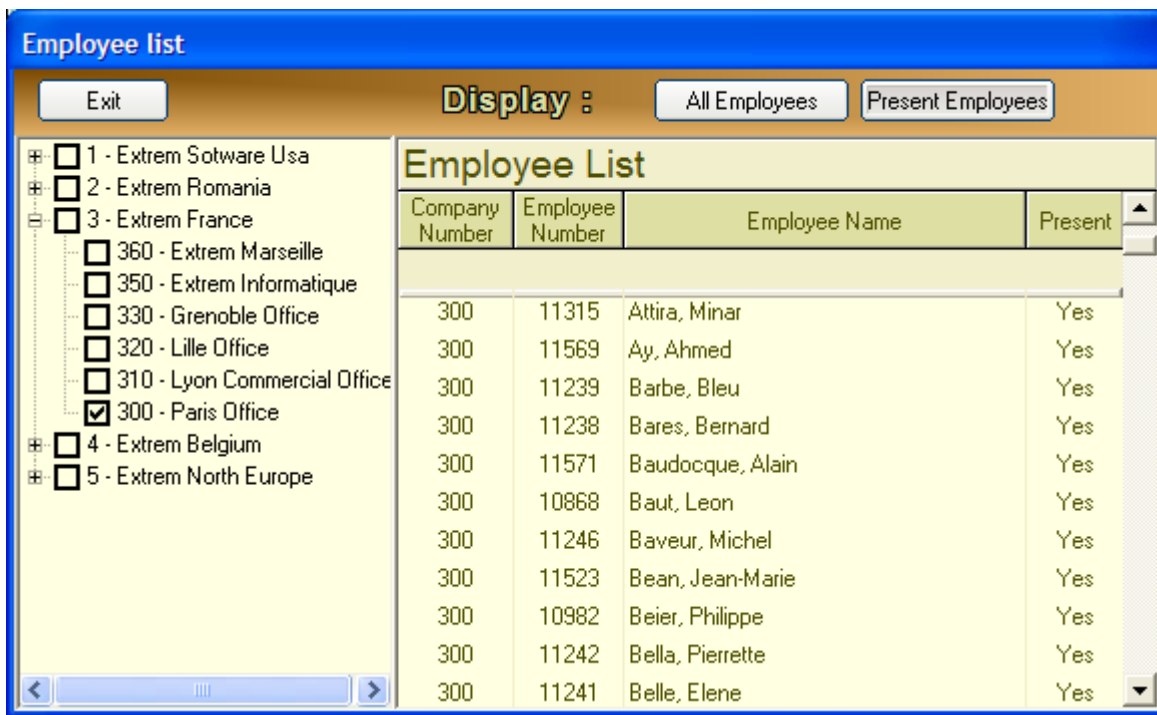 Employee list
Exit
Display :
All Employees
Present Employees
1 - Extrem Sotware Usa
2 - Extrem Romania
3 - Extrem France
360 - Extrem Marseille
350 - Extrem Informatique
330 - Grenoble Office
320 - Lille Office
310 - Lyon Commercial Office
300 - Paris Office
4 - Extrem Belgium
5 - Extrem North Europe
Employee List
Company Number Employee Number Employee Name Present
300 11315 Attira, Minar Yes
300 11569 Ay, Ahmed Yes
300 11239 Barbe, Bleu Yes
300 11238 Bares, Bernard Yes
300 11571 Baudocque, Alain Yes
300 10868 Baut, Leon Yes
300 11246 Baveur, Michel Yes
300 11523 Bean, Jean-Marie Yes
300 10982 Beier, Philippe Yes
300 11242 Bella, Pierrette Yes
300 11241 Belle, Elene Yes